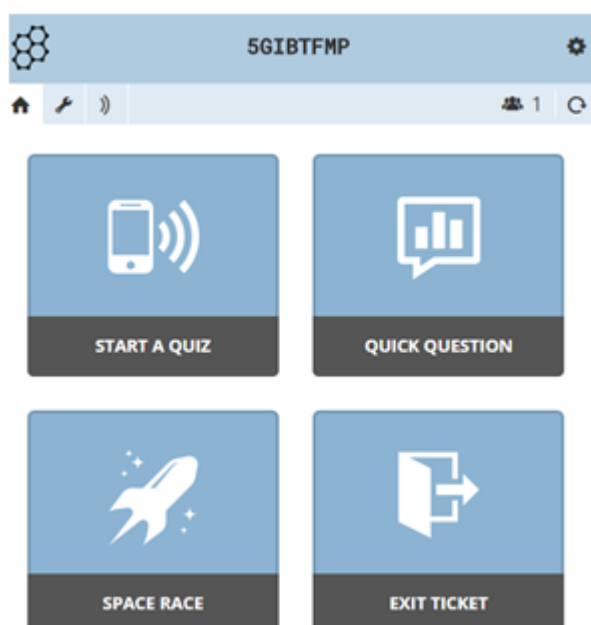 5GIBTFMP
1
START A QUIZ
QUICK QUESTION
SPACE RACE
EXIT TICKET